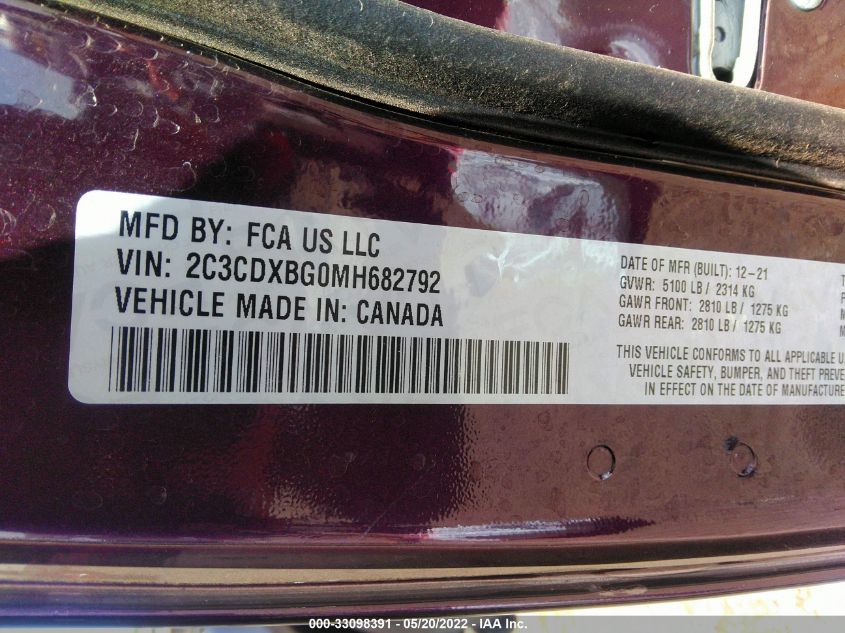 MFD BY: FCA US LLC
VIN: 2C3CDXBG0MH682792
VEHICLE MADE IN: CANADA
DATE OF MFR (BUILT): 12-21
GVWR: 5100 LB / 2314 KG
GAWR FRONT: 2810 LB / 1275 KG
GAWR REAR: 2810 LB / 1275 KG
THIS VEHICLE CONFORMS TO ALL APPLICABLE
VEHICLE SAFETY, BUMPER, AND THEFT
IN EFFECT ON THE DATE OF MANUFACTURE
000-33098391 - 05/20/2022 - IAA Inc.